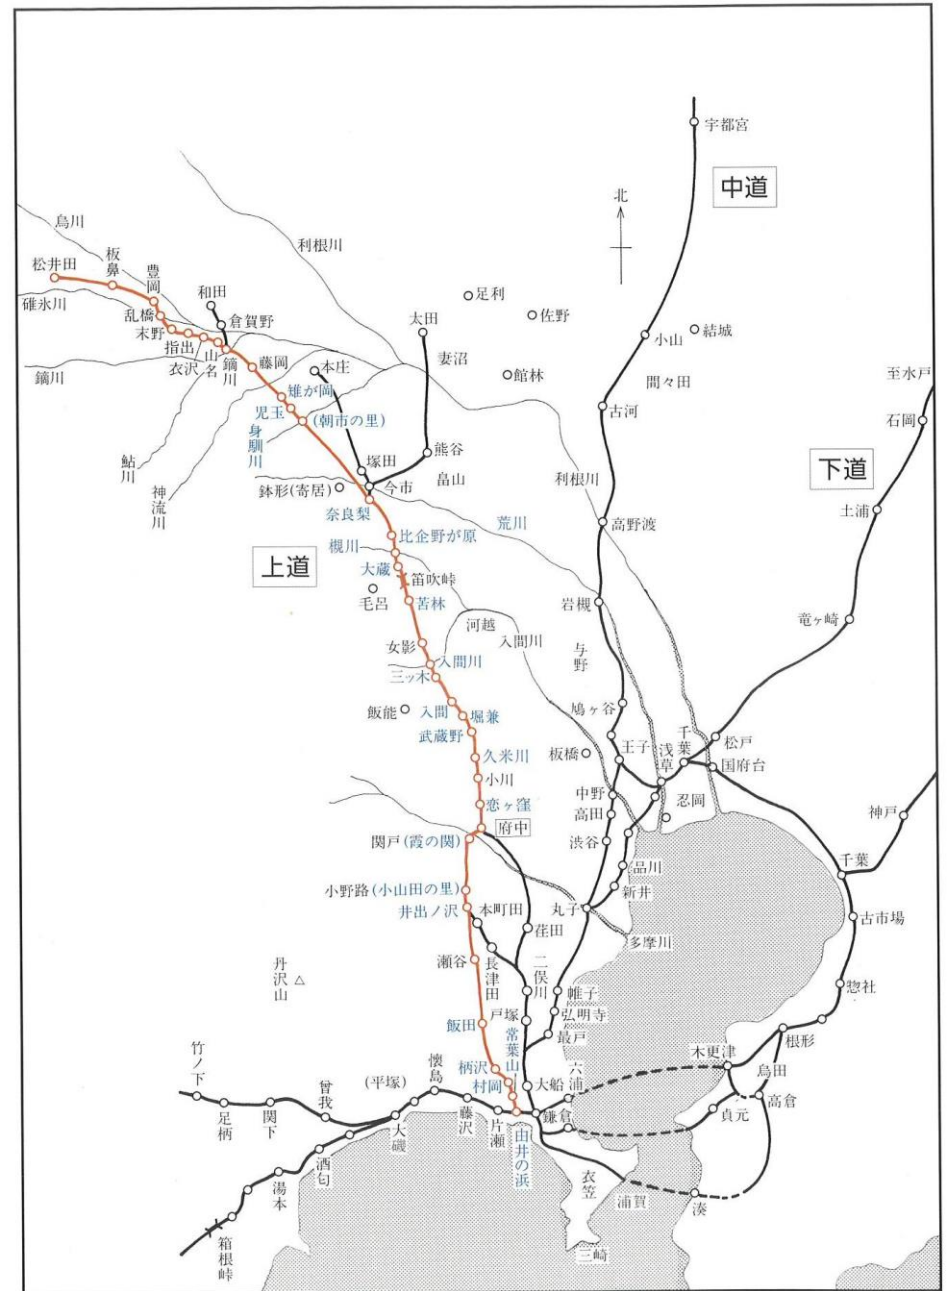 宇都宮
中道
北
烏川
利根川
板鼻
松井田
豊岡
和田
足利
碓氷川
乱橋
倉賀野
太田
佐野
末野
指出
山名
小山
結城
妻沼
衣沢
鏑川
藤岡
本庄
館林
間々田
至水戸
鏑川
雉が岡
児玉
(朝市の里)
古河
石岡
身馴川
熊谷
鮎川
塚田
畠山
利根川
下道
神流川
鉢形(寄居)
今市
奈良梨
荒川
高野渡
土浦
比企野が原
槻川
上道
大蔵
笛吹峠
毛呂
苦林
岩槻
河越
入間川
竜ヶ崎
女影
与野
入間川
三ッ木
飯能
入間
堀兼
鳩ヶ谷
武蔵野
千葉
松戸
王子
浅草
板橋
久米川
国府台
小川
中野
忍岡
恋ヶ窪
高田
神戸
府中
関戸(霞の関)
渋谷
千葉
品川
小野路(小山田の里)
新井
井出ノ沢
本町田
丸子
古市場
荏田
多摩川
瀬谷
長津田
二俣川
丹沢山
惣社
帷子
戸塚
弘明寺
飯田
常葉山
最戸
根形
木更津
竹ノ下
懐島
柄沢
六浦
烏田
曾我
(平塚)
村岡
大船
高倉
足柄
関下
大磯
藤沢
片瀬
鎌倉
貞元
由井の浜
酒匂
湯本
衣笠
浦賀
湊
箱根峠
三崎